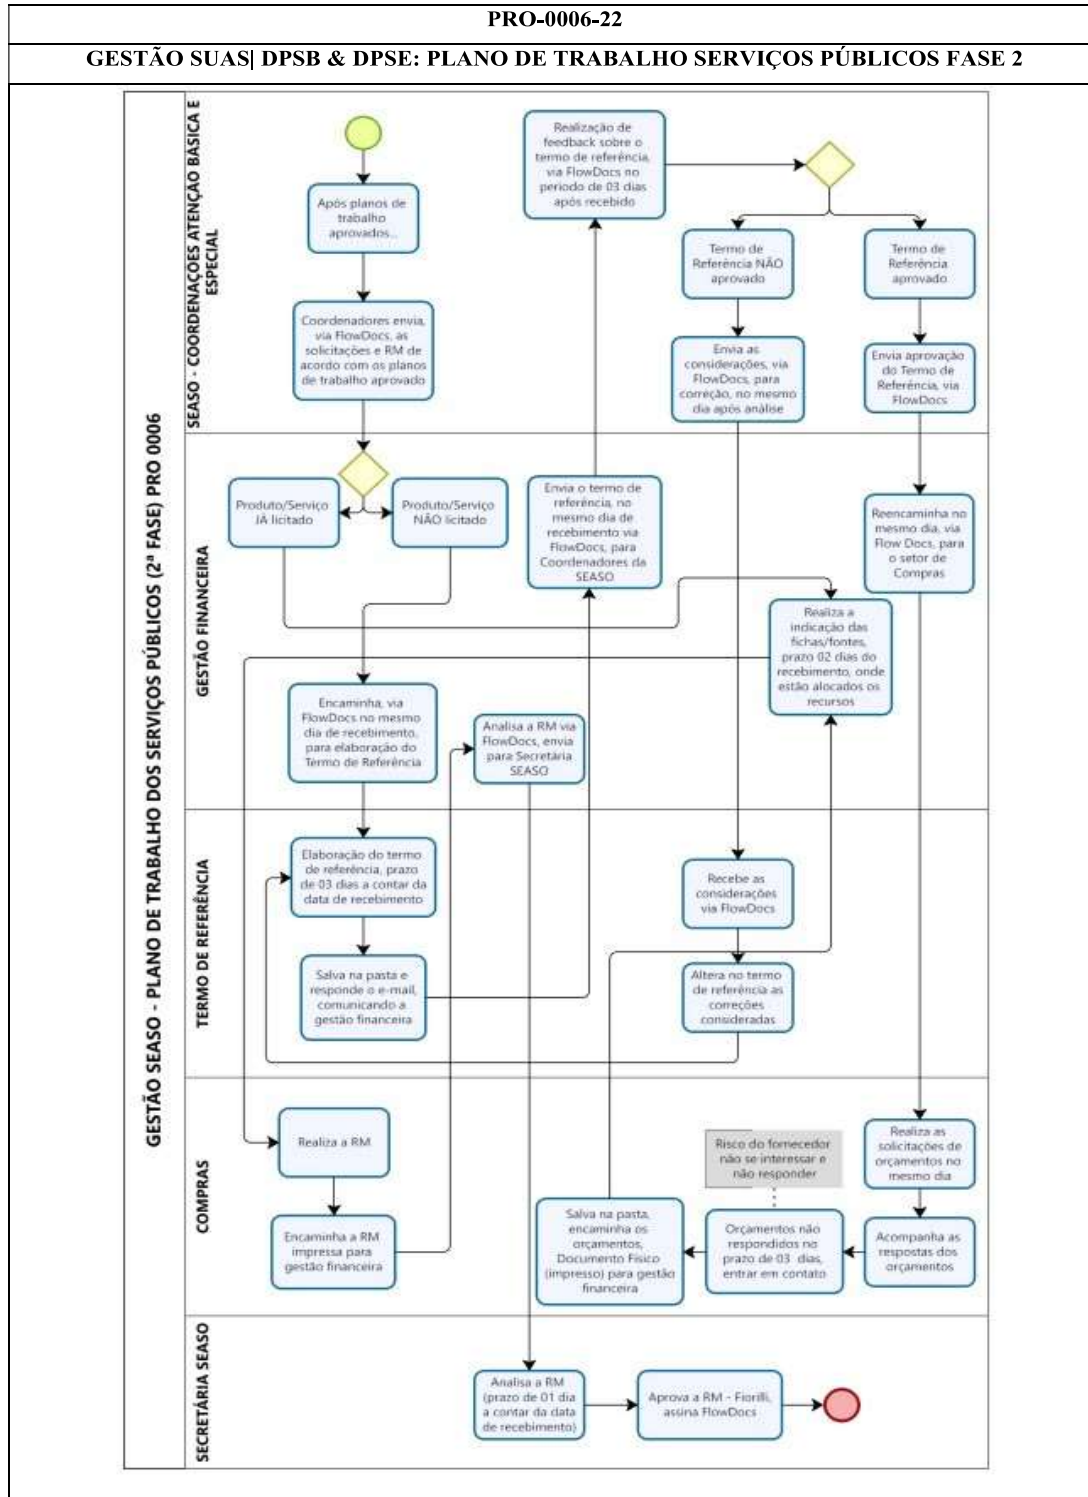 PRO-0006-22
GESTÃO SUAS| DPSB & DPSE: PLANO DE TRABALHO SERVIÇOS PÚBLICOS FASE 2
GESTÃO SEASO - PLANO DE TRABALHO DOS SERVIÇOS PÚBLICOS (2ª FASE) PRO 0006
SEASO - COORDENAÇOES ATENÇÃO BÁSICA E
ESPECIAL
Após planos de
trabalho
aprovados...
Coordenadores envia,
via FlowDocs, as
solicitações e RM de
acordo com os planos
de trabalho aprovado
Realização de
feedback sobre o
termo de referência,
via FlowDocs no
periodo de 03 dias
após recebido
Termo de
Referência NÃO
aprovado
Termo de
Referência
aprovado
Envia as
considerações, via
FlowDocs, para
correção, no mesmo
dia após análise
Envia aprovação
do Termo de
Referência, via
FlowDocs
GESTÃO FINANCEIRA
Produto/Serviço
JÁ licitado
Produto/Serviço
NÃO licitado
Envia o termo de
referência, no
mesmo dia de
recebimento via
FlowDocs, para
Coordenadores da
SEASO
Reencaminha no
mesmo dia, via
Flow Docs, para
o setor de
Compras
Realiza a
indicação das
fichas/fontes,
prazo 02 dias do
recebimento, onde
estão alocados os
recursos
Encaminha, via
FlowDocs no mesmo
dia de recebimento,
para elaboração do
Termo de Referência
Analisa a RM via
FlowDocs, envia
para Secretária
SEASO
TERMO DE REFERÊNCIA
Elaboração do termo
de referência, prazo
de 03 dias a contar da
data de recebimento
Salva na pasta e
responde o e-mail,
comunicando a
gestão financeira
Recebe as
considerações
via FlowDocs
Altera no termo
de referência as
correções
consideradas
COMPRAS
Realiza a RM
Encaminha a RM
impressa para
gestão financeira
Risco do fornecedor
não se interessar e
não responder
Realiza as
solicitações de
orçamentos no
mesmo dia
Salva na pasta,
encaminha os
orçamentos,
Documento Físico
(impresso) para gestão
financeira
Orçamentos não
respondidos no
prazo de 03 dias,
entrar em contato
Acompanha as
respostas dos
orçamentos
SECRETÁRIA SEASO
Analisa a RM
(prazo de 01 dia
a contar da data
de recebimento)
Aprova a RM - Fiorilli,
assina FlowDocs